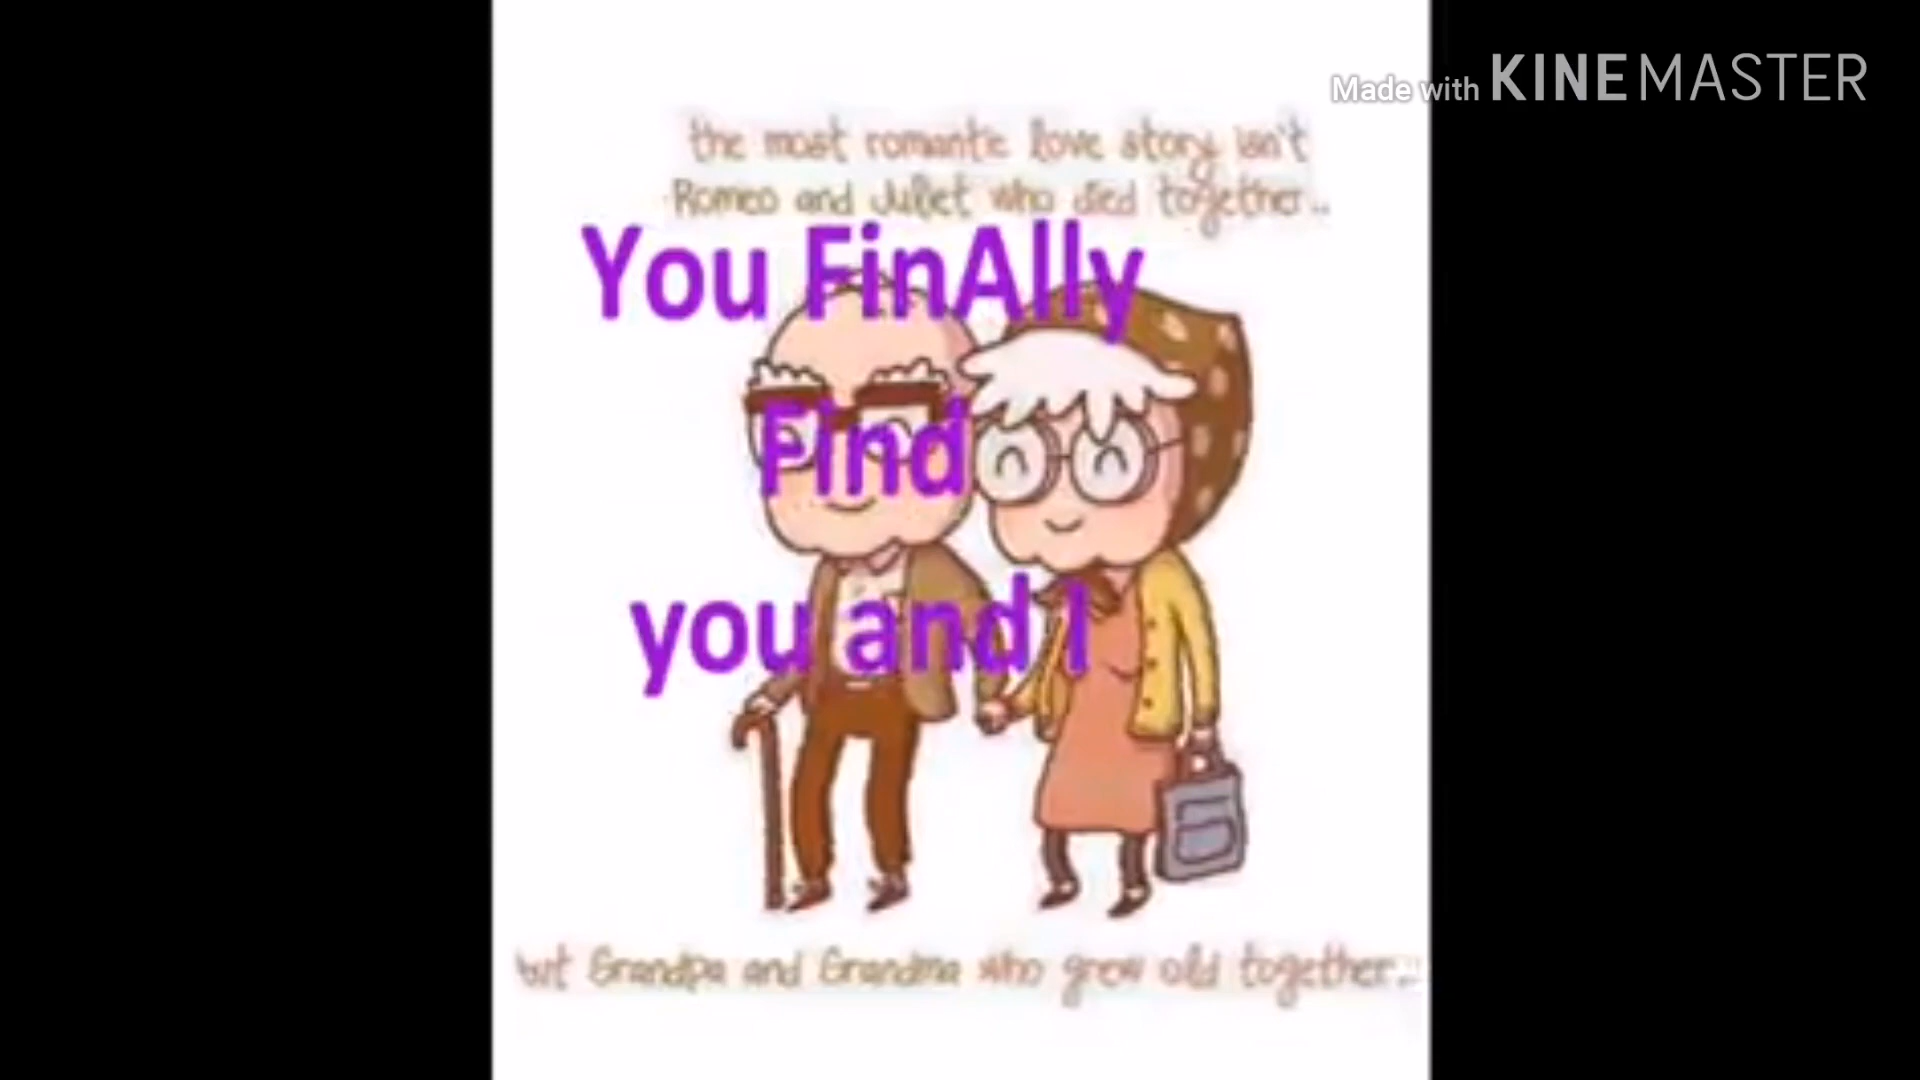 Made with KINEMASTER
the most romantic love story isn't
Romeo and Juliet who died together..
You FinAlly
Find
you and I
but Grandpa and Grandma who grew old together...